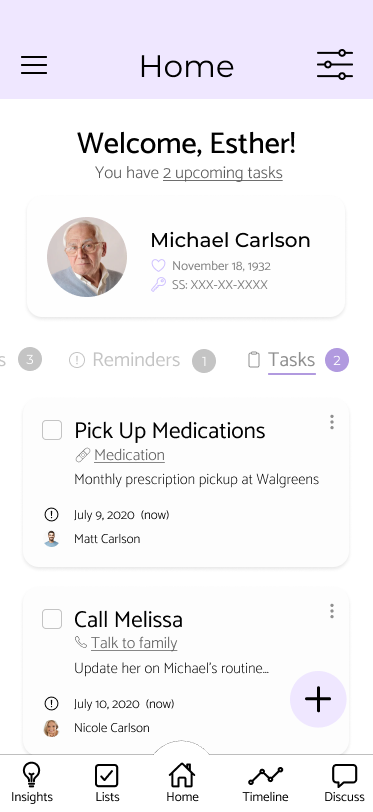 Home
Welcome, Esther!
You have 2 upcoming tasks
Michael Carlson
November 18, 1932
SS: XXX-XX-XXXX
s 3 Reminders 1 Tasks 2
Pick Up Medications
Medication
Monthly prescription pickup at Walgreens
July 9, 2020 (now)
Matt Carlson
Call Melissa
Talk to family
Update her on Michael's routine...
July 10, 2020 (now)
Nicole Carlson
Insights Lists Home Timeline Discuss